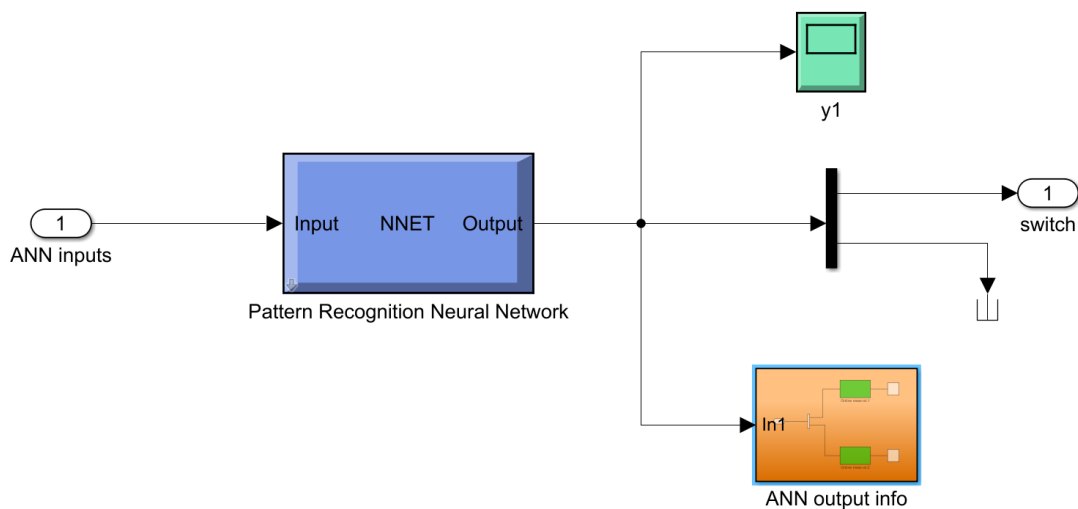 y1
1
ANN inputs
Input NNET Output
Pattern Recognition Neural Network
1
switch
In1
ANN output info